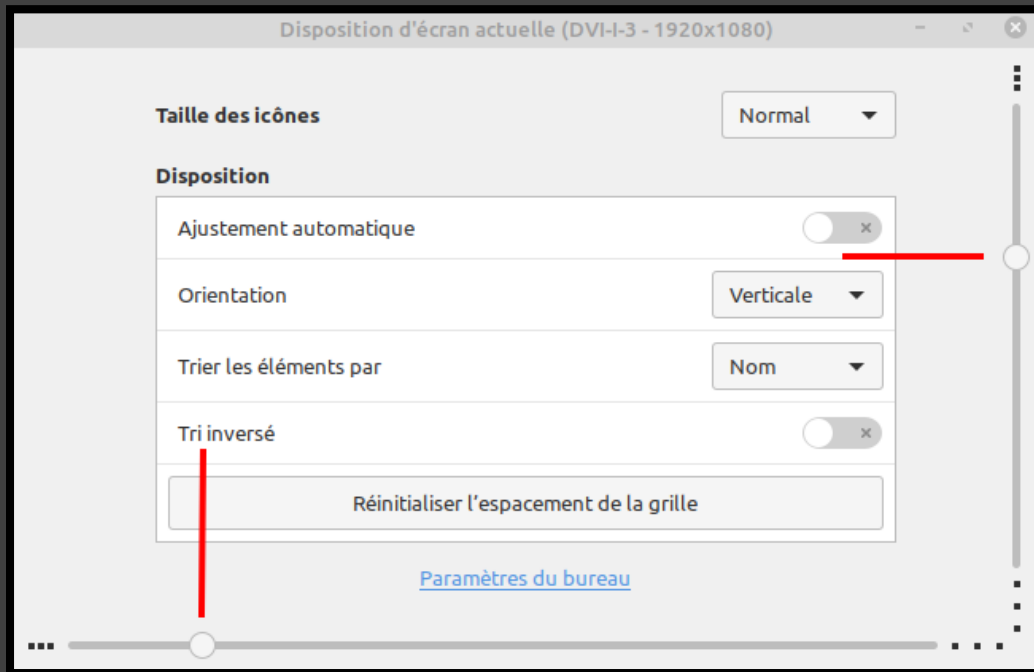 Disposition d'écran actuelle (DVI-I-3 - 1920x1080)
Taille des icônes Normal
Disposition
Ajustement automatique
Orientation Verticale
Trier les éléments par Nom
Tri inversé
Réinitialiser l’espacement de la grille
Paramètres du bureau